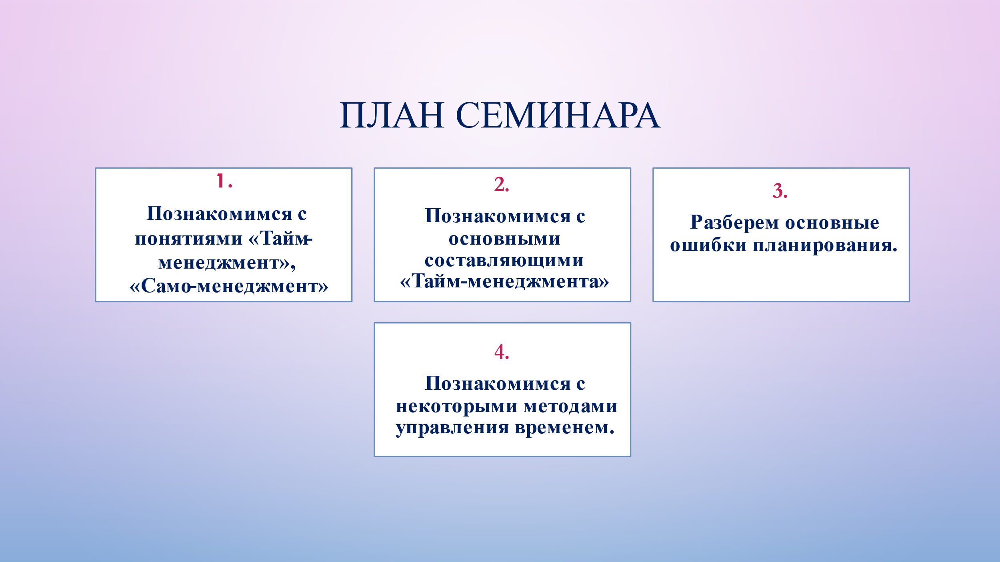 ПЛАН СЕМИНАРА
1.
Познакомимся с
понятиями «Тайм-
менеджмент»,
«Само-менеджмент»
2.
Познакомимся с
основными
составляющими
«Тайм-менеджмента»
3.
Разберем основные
ошибки планирования.
4.
Познакомимся с
некоторыми методами
управления временем.